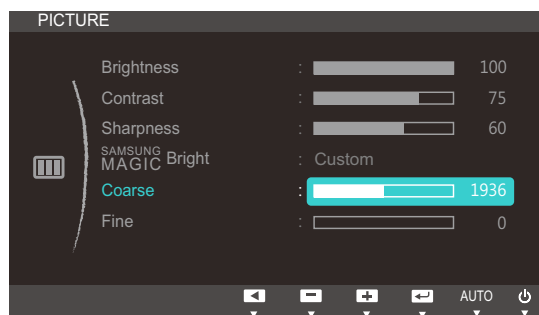 PICTURE
Brightness : 100
Contrast : 75
Sharpness : 60
SAMSUNG MAGIC Bright : Custom
Coarse : 1936
Fine : 0
AUTO